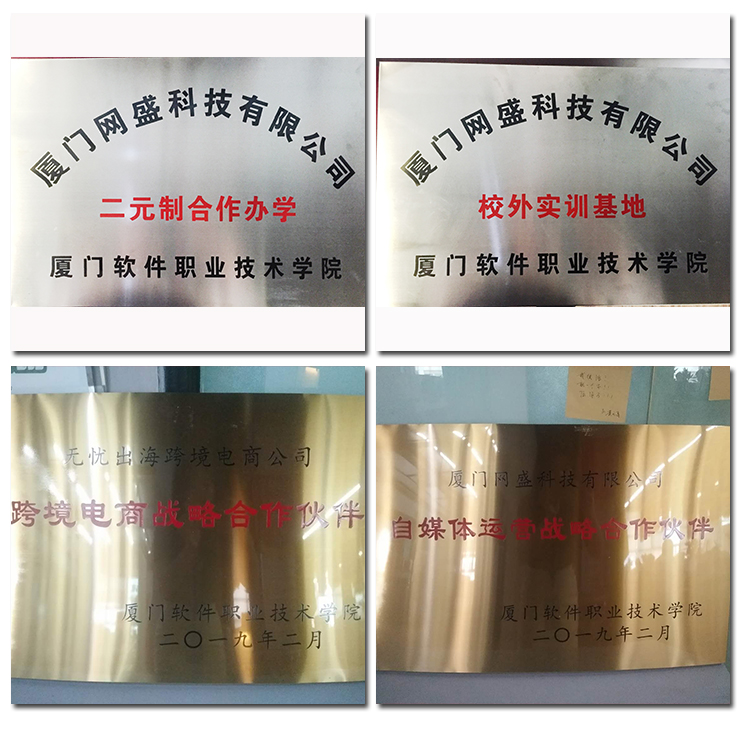 厦门网盛科技有限公司
二元制合作办学
厦门软件职业技术学院
厦门网盛科技有限公司
校外实训基地
厦门软件职业技术学院
无忧出海跨境电商公司
跨境电商战略合作伙伴
厦门软件职业技术学院
二〇一九年二月
厦门网盛科技有限公司
自媒体运营战略合作伙伴
厦门软件职业技术学院
二〇一九年二月